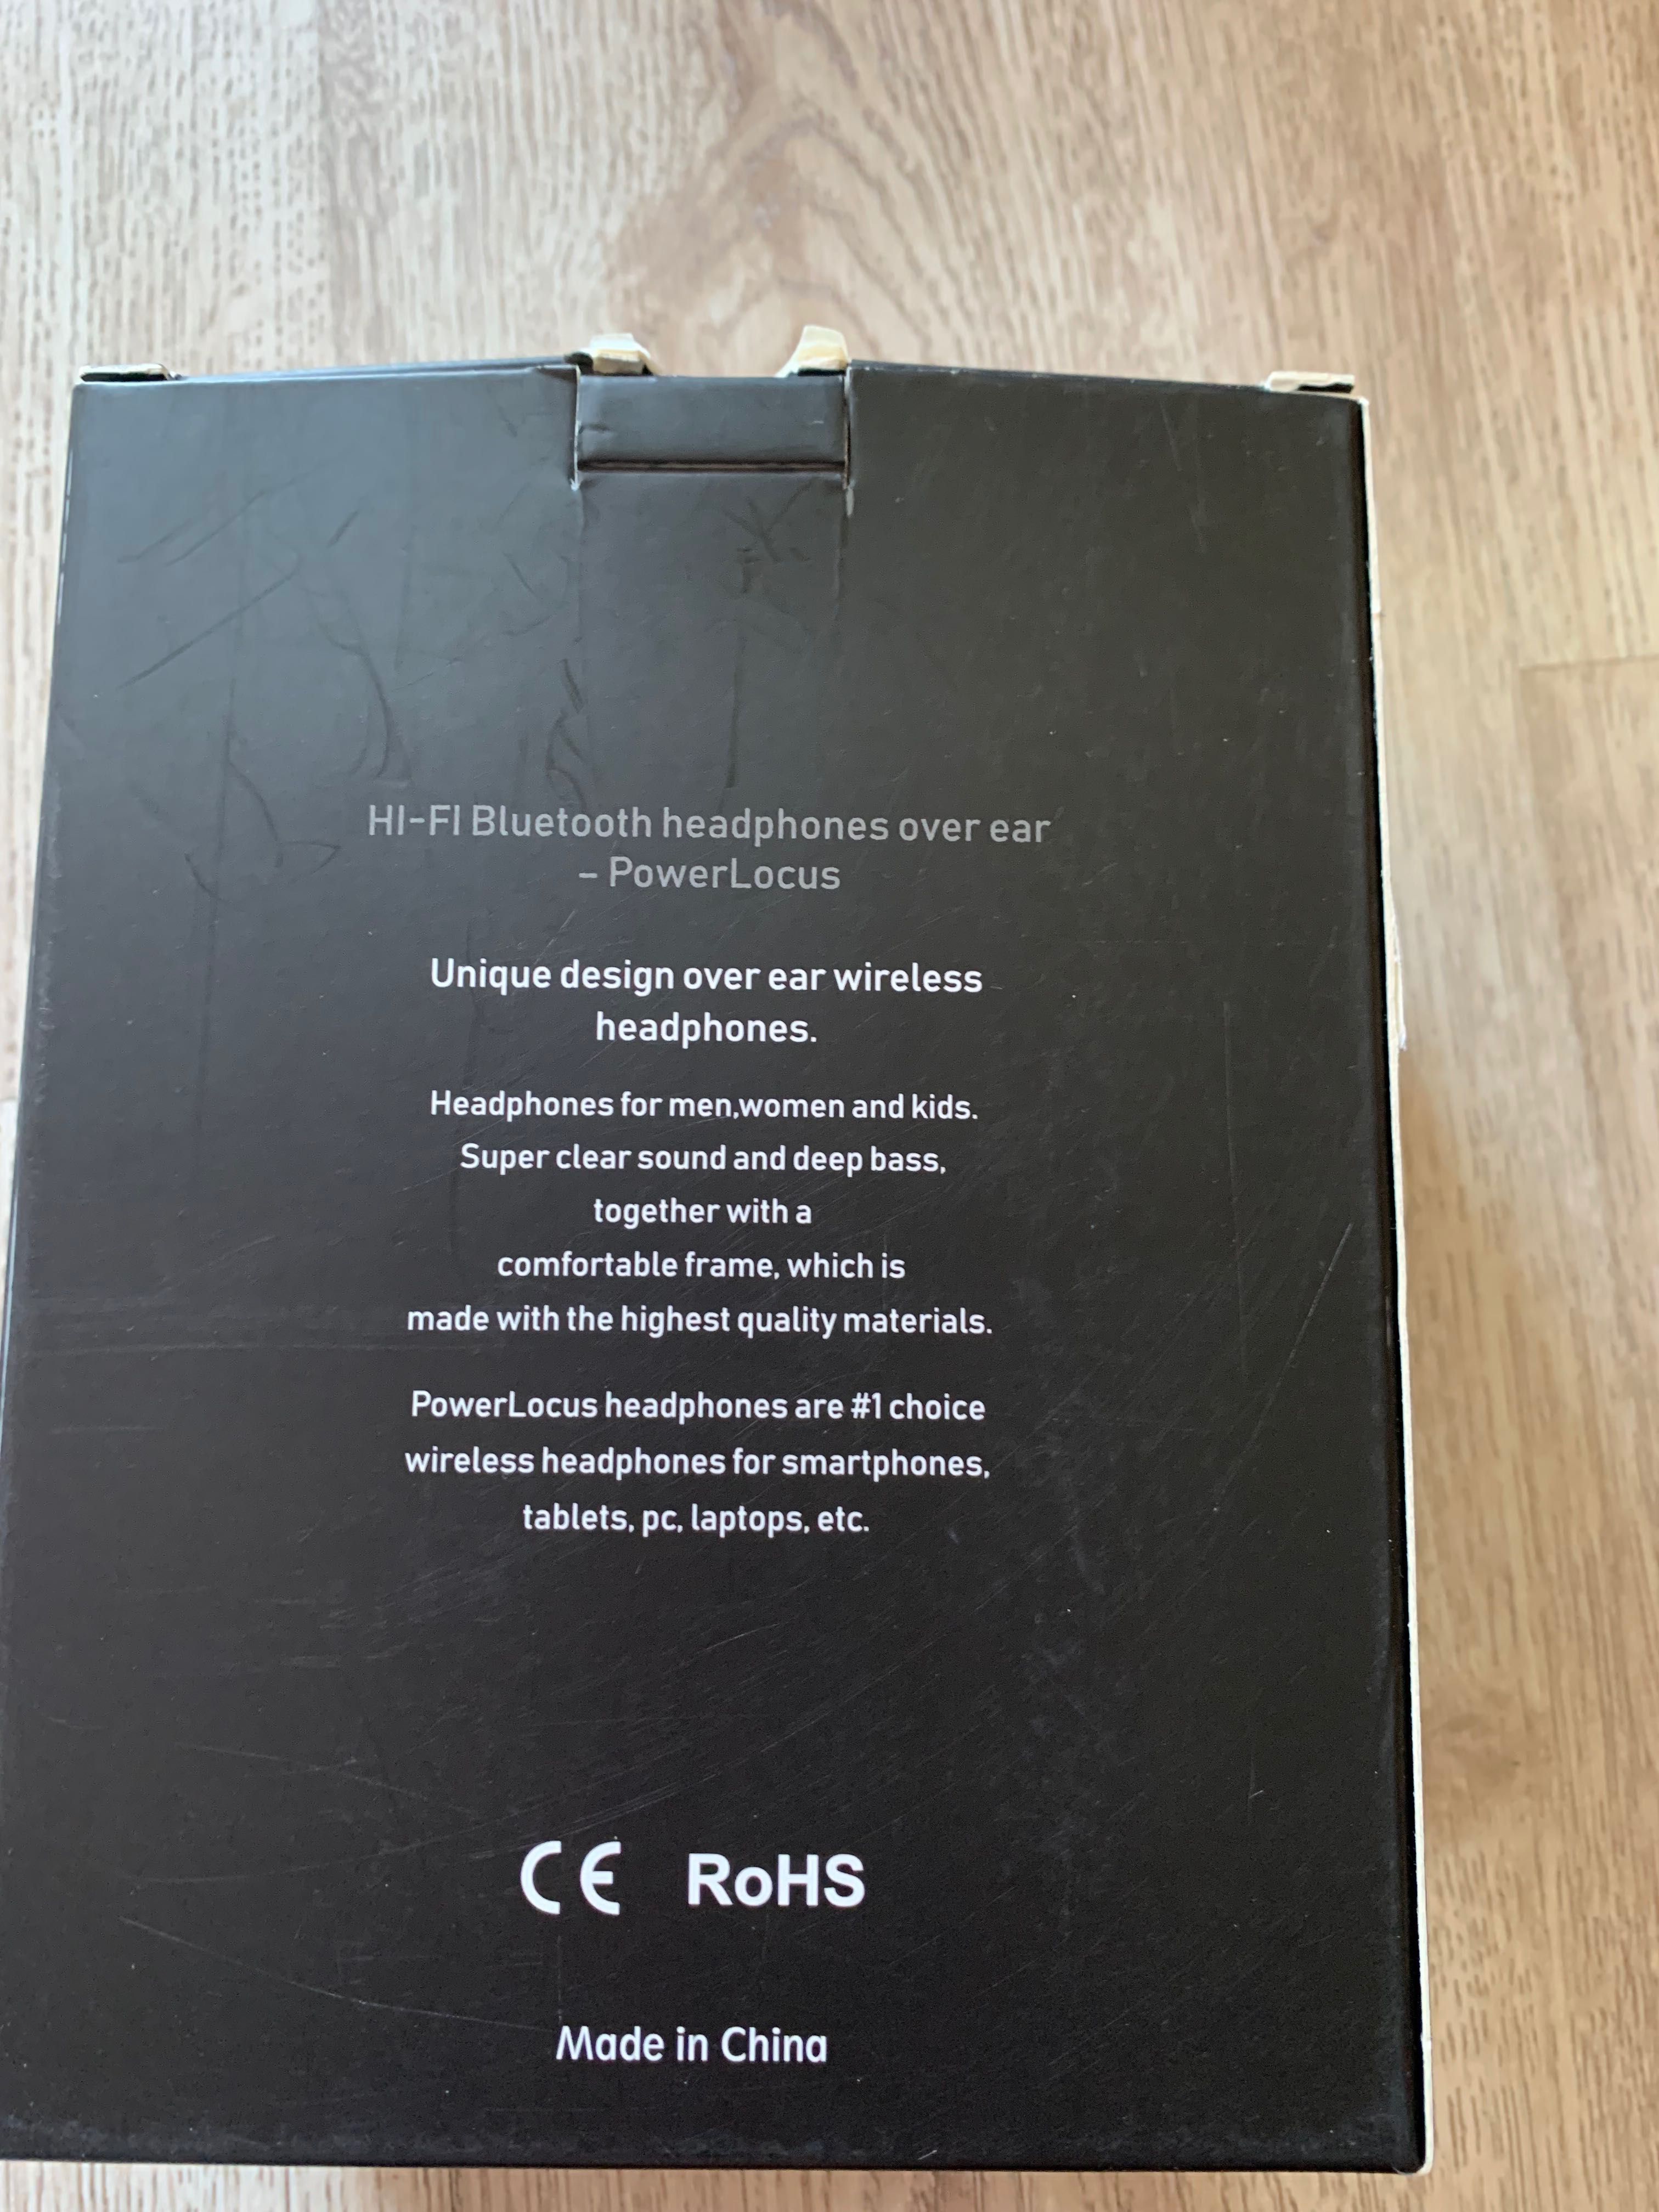 HI-FI Bluetooth headphones over ear
– PowerLocus
Unique design over ear wireless
headphones.
Headphones for men,women and kids.
Super clear sound and deep bass,
together with a
comfortable frame, which is
made with the highest quality materials.
PowerLocus headphones are #1 choice
wireless headphones for smartphones,
tablets, pc, laptops, etc.
CE RoHS
Made in China